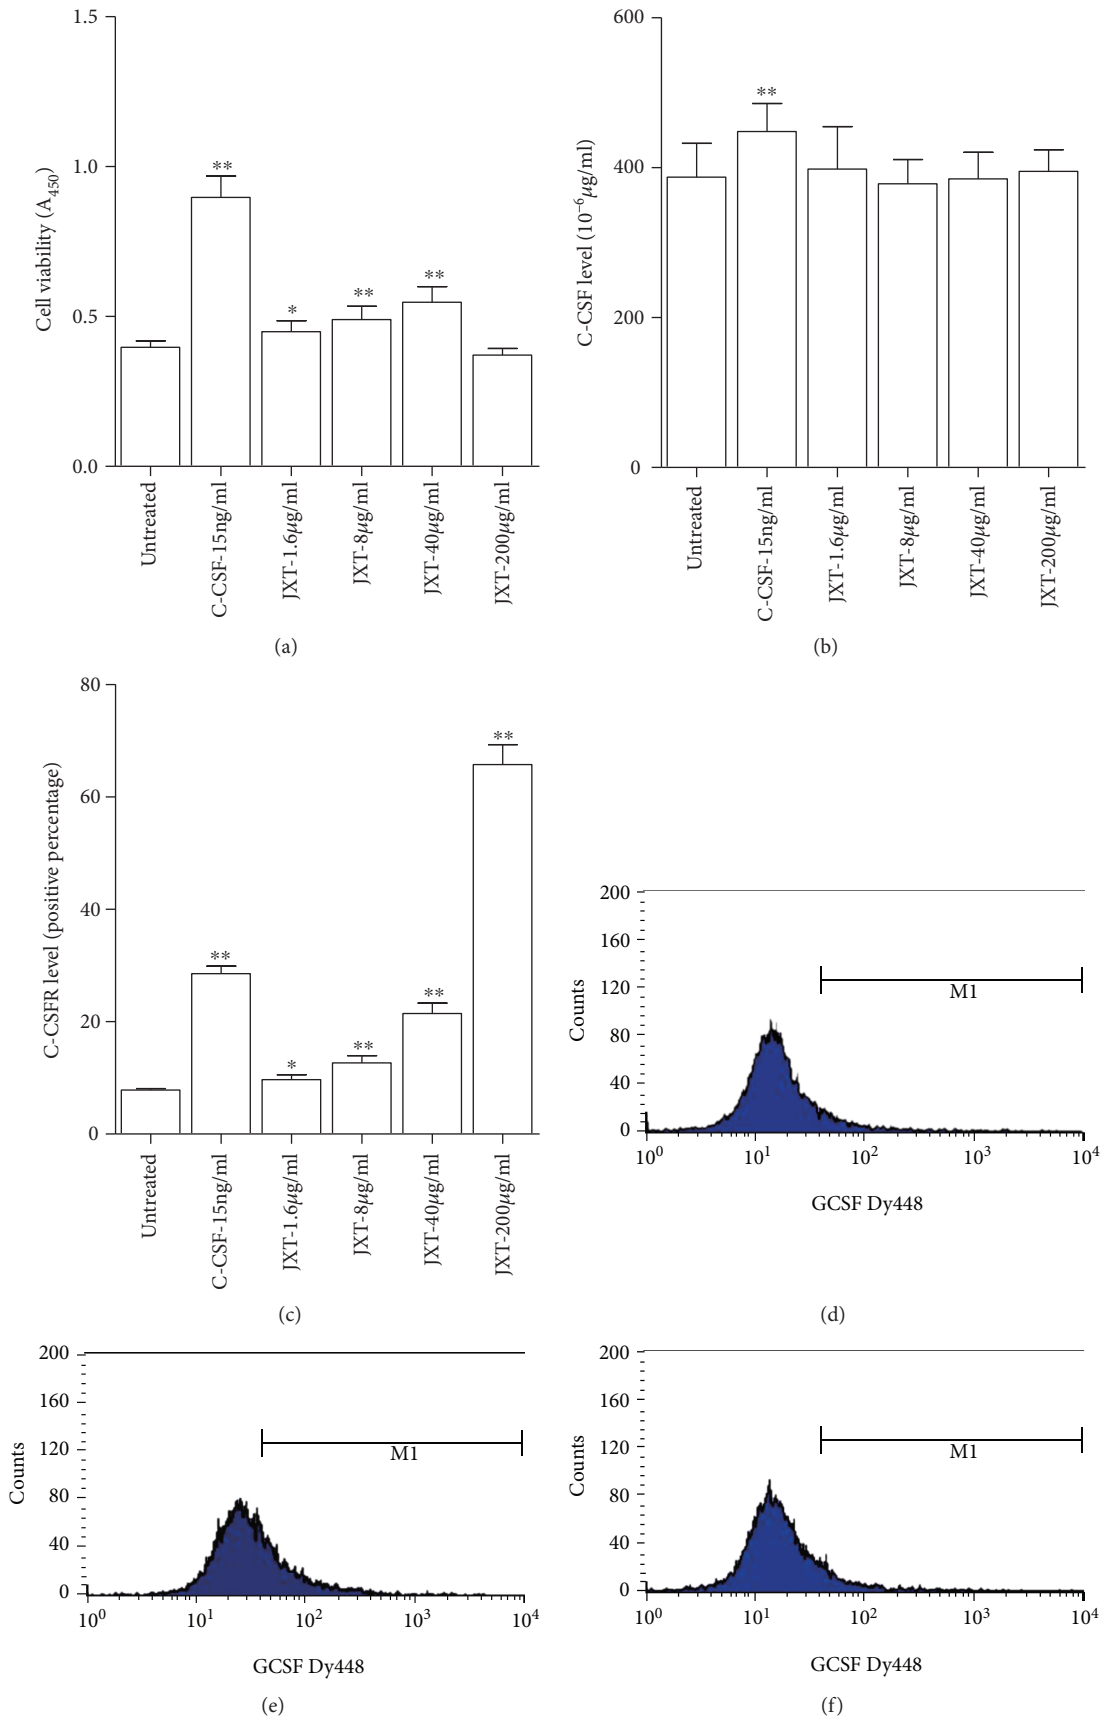 1.5
1.0
0.5
0.0
Cell viability (A450)
**
*
**
**
Untreated
C-CSF-15ng/ml
JXT-1.6μg/ml
JXT-8μg/ml
JXT-40μg/ml
JXT-200μg/ml
(a)
600
400
200
0
C-CSF level (10−6μg/ml)
**
Untreated
C-CSF-15ng/ml
JXT-1.6μg/ml
JXT-8μg/ml
JXT-40μg/ml
JXT-200μg/ml
(b)
80
60
40
20
0
C-CSFR level (positive percentage)
**
*
**
**
**
Untreated
C-CSF-15ng/ml
JXT-1.6μg/ml
JXT-8μg/ml
JXT-40μg/ml
JXT-200μg/ml
(c)
200
160
120
80
40
0
Counts
M1
10^0 10^1 10^2 10^3 10^4
GCSF Dy448
(d)
200
160
120
80
40
0
Counts
M1
10^0 10^1 10^2 10^3 10^4
GCSF Dy448
(e)
200
160
120
80
40
0
Counts
M1
10^0 10^1 10^2 10^3 10^4
GCSF Dy448
(f)